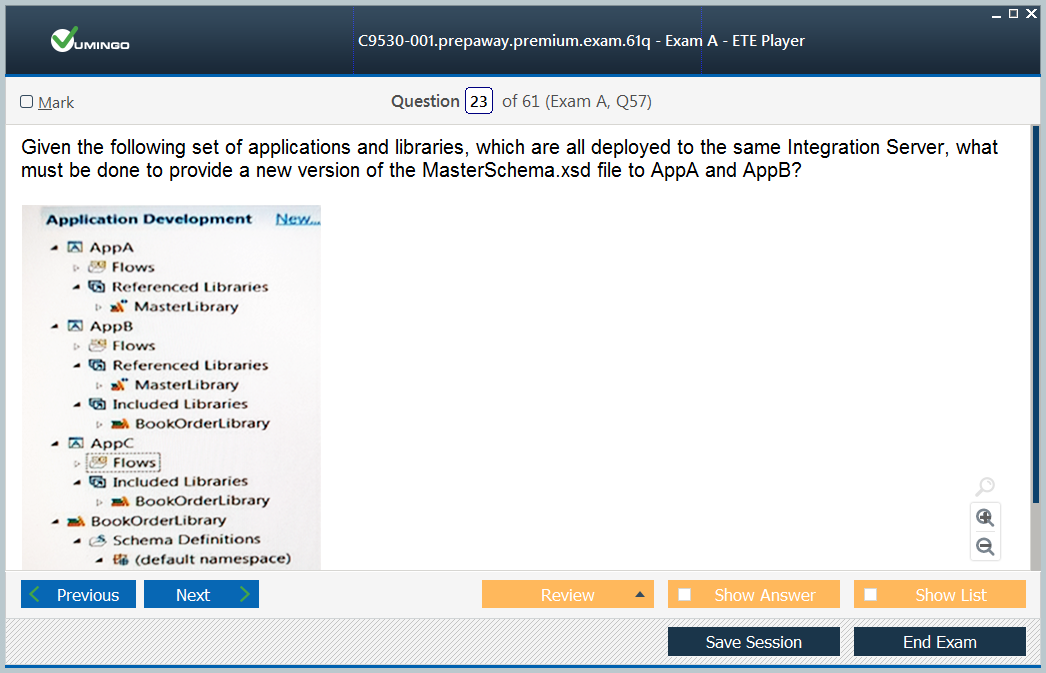 VUMINGO
C9530-001.prepaway.premium.exam.61q - Exam A - ETE Player
Mark
Question 23 of 61 (Exam A, Q57)
Given the following set of applications and libraries, which are all deployed to the same Integration Server, what
must be done to provide a new version of the MasterSchema.xsd file to AppA and AppB?
Application Development New...
AppA
Flows
Referenced Libraries
MasterLibrary
AppB
Flows
Referenced Libraries
MasterLibrary
Included Libraries
BookOrderLibrary
AppC
Flows
Included Libraries
BookOrderLibrary
BookOrderLibrary
Schema Definitions
(default namespace)
Previous
Next
Review
Show Answer
Show List
Save Session
End Exam